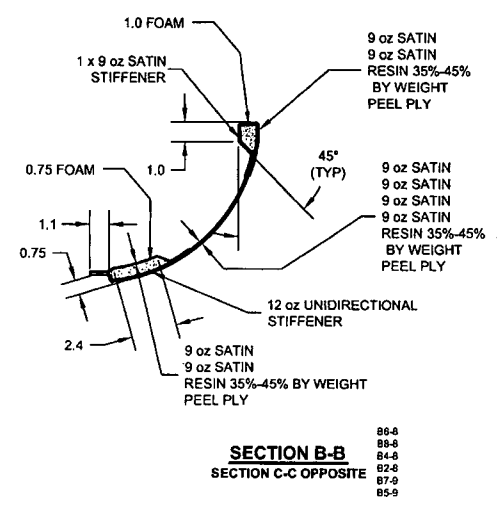 1.0 FOAM
1 x 9 oz SATIN
STIFFENER
9 oz SATIN
9 oz SATIN
RESIN 35%-45%
BY WEIGHT
PEEL PLY
45°
(TYP)
1.0
0.75 FOAM
1.1
0.75
9 oz SATIN
9 oz SATIN
9 oz SATIN
9 oz SATIN
RESIN 35%-45%
BY WEIGHT
PEEL PLY
12 oz UNIDIRECTIONAL
STIFFENER
2.4
9 oz SATIN
9 oz SATIN
RESIN 35%-45% BY WEIGHT
PEEL PLY
SECTION B-B
SECTION C-C OPPOSITE
B6-8
B8-8
B4-8
B2-8
B7-9
B5-9